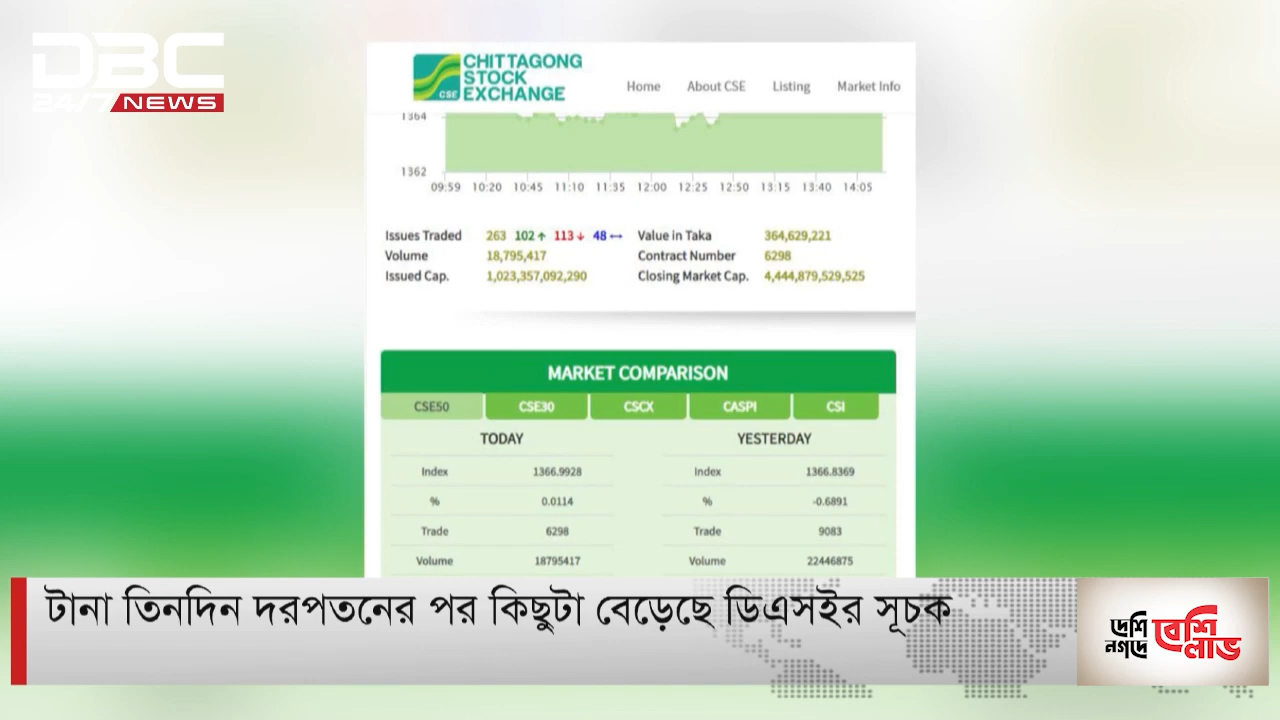 DBC
24/7 NEWS
CHITTAGONG
STOCK
EXCHANGE
CSE
Home About CSE Listing Market Info
1364
1362
09:59 10:20 10:45 11:10 11:35 12:00 12:25 12:50 13:15 13:40 14:05
Issues Traded 263 102 ↑ 113 ↓ 48 ↔ Value in Taka 364,629,221
Volume 18,795,417 Contract Number 6298
Issued Cap. 1,023,357,092,290 Closing Market Cap. 4,444,879,529,525
MARKET COMPARISON
CSE50 CSE30 CSCX CASPI CSI
TODAY YESTERDAY
Index 1366.9928 Index 1366.8369
% 0.0114 % -0.6891
Trade 6298 Trade 9083
Volume 18795417 Volume 22446875
টানা তিনদিন দরপতনের পর কিছুটা বেড়েছে ডিএসইর সূচক
বেশি
নগদে
বেশি
লাভ